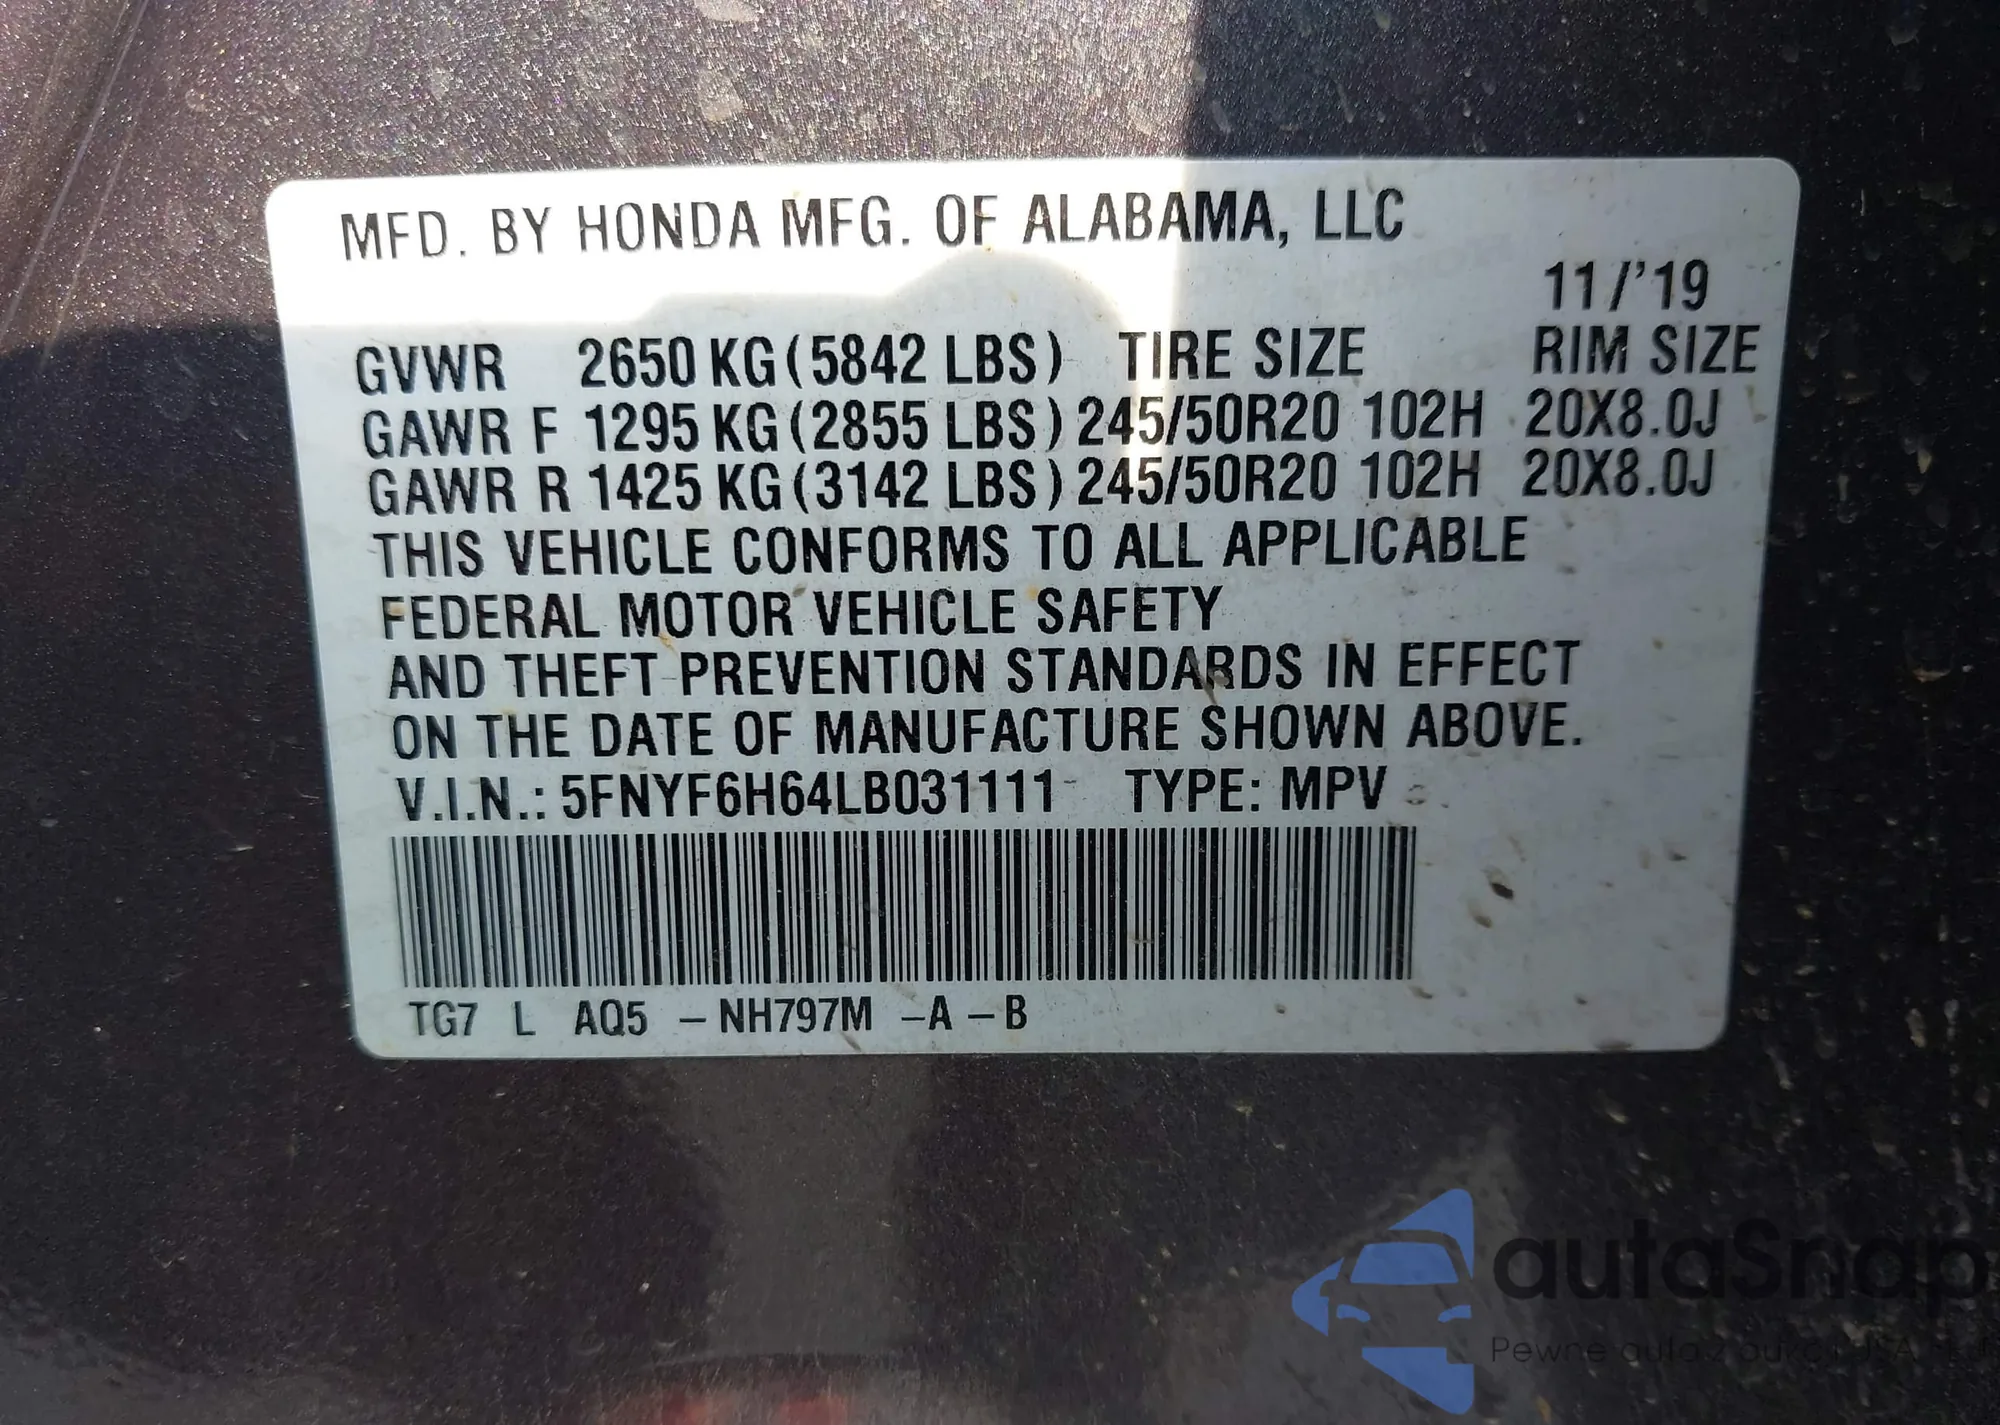 MFD. BY HONDA MFG. OF ALABAMA, LLC
11/'19
GVWR 2650 KG (5842 LBS) TIRE SIZE RIM SIZE
GAWR F 1295 KG (2855 LBS) 245/50R20 102H 20X8.0J
GAWR R 1425 KG (3142 LBS) 245/50R20 102H 20X8.0J
THIS VEHICLE CONFORMS TO ALL APPLICABLE
FEDERAL MOTOR VEHICLE SAFETY
AND THEFT PREVENTION STANDARDS IN EFFECT
ON THE DATE OF MANUFACTURE SHOWN ABOVE.
V.I.N.: 5FNYF6H64LB031111 TYPE: MPV
TG7 L AQ5 -NH797M -A -B
autaSnap
Pewne auta z